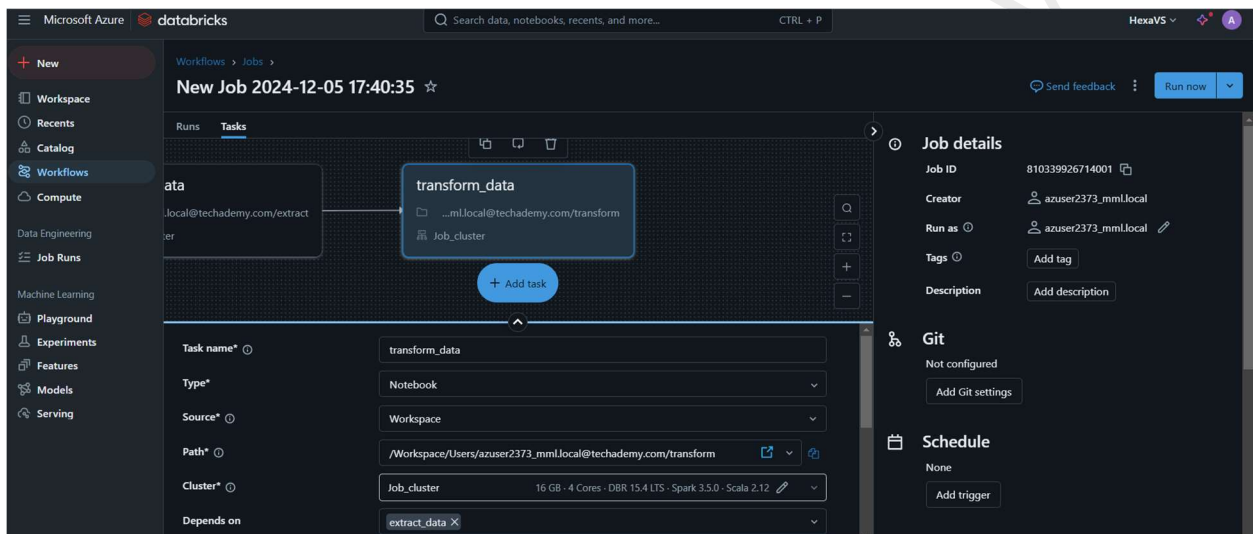 Microsoft Azure databricks Search data, notebooks, recents, and more... CTRL + P HexaVS A
New
Workspace
Recents
Catalog
Workflows
Compute
Data Engineering
Job Runs
Machine Learning
Playground
Experiments
Features
Models
Serving
Workflows > Jobs >
New Job 2024-12-05 17:40:35
Send feedback Run now
Runs Tasks
ata
.local@techademy.com/extract
ter
transform_data
...ml.local@techademy.com/transform
Job_cluster
+ Add task
Task name* transform_data
Type* Notebook
Source* Workspace
Path* /Workspace/Users/azuser2373_mml.local@techademy.com/transform
Cluster* Job_cluster 16 GB · 4 Cores · DBR 15.4 LTS · Spark 3.5.0 · Scala 2.12
Depends on extract_data ×
Job details
Job ID 810339926714001
Creator azuser2373_mml.local
Run as azuser2373_mml.local
Tags Add tag
Description Add description
Git
Not configured
Add Git settings
Schedule
None
Add trigger